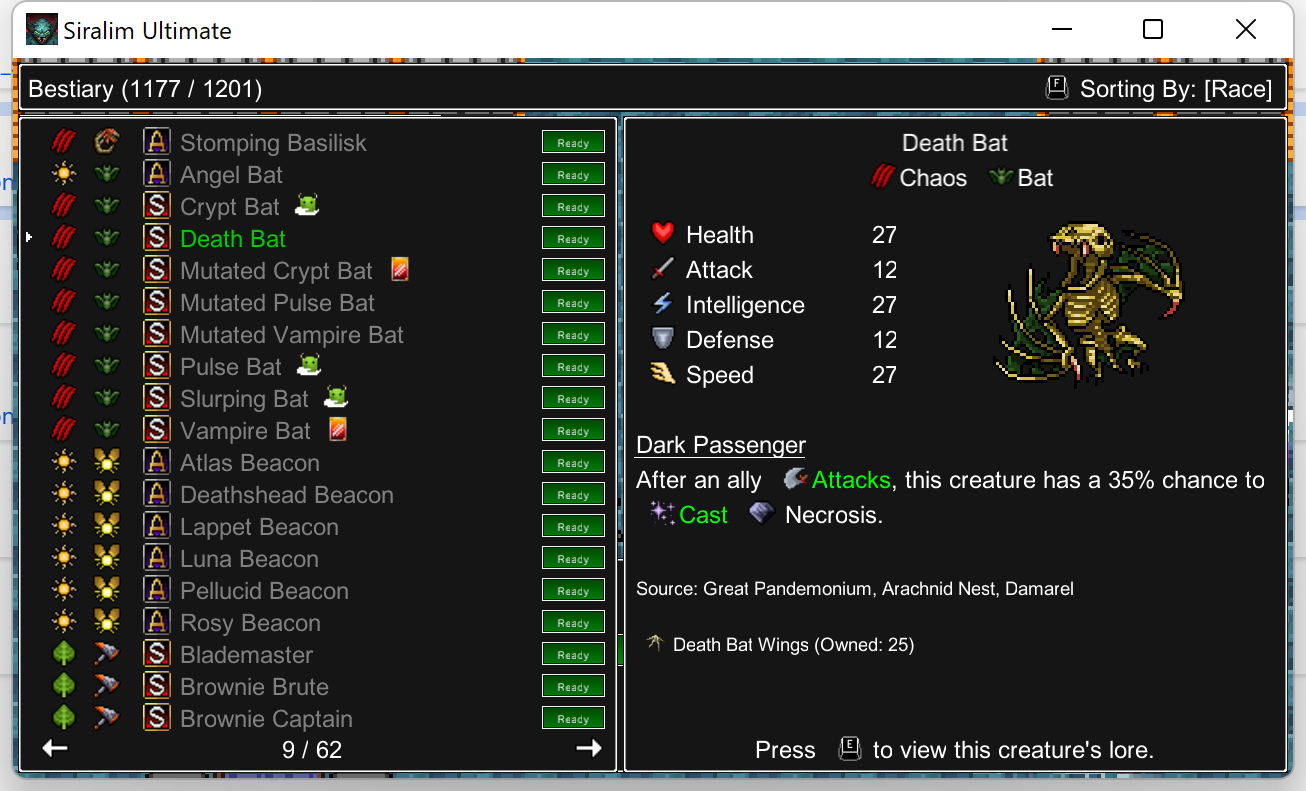 Siralim Ultimate
Bestiary (1177 / 1201)
F Sorting By: [Race]
A Stomping Basilisk Ready
A Angel Bat Ready
S Crypt Bat Ready
S Death Bat Ready
S Mutated Crypt Bat Ready
S Mutated Pulse Bat Ready
S Mutated Vampire Bat Ready
S Pulse Bat Ready
S Slurping Bat Ready
S Vampire Bat Ready
A Atlas Beacon Ready
A Deathshead Beacon Ready
A Lappet Beacon Ready
A Luna Beacon Ready
A Pellucid Beacon Ready
A Rosy Beacon Ready
S Blademaster Ready
S Brownie Brute Ready
S Brownie Captain Ready
9 / 62
Death Bat
Chaos Bat
Health 27
Attack 12
Intelligence 27
Defense 12
Speed 27
Dark Passenger
After an ally Attacks, this creature has a 35% chance to
Cast Necrosis.
Source: Great Pandemonium, Arachnid Nest, Damarel
Death Bat Wings (Owned: 25)
Press E to view this creature's lore.